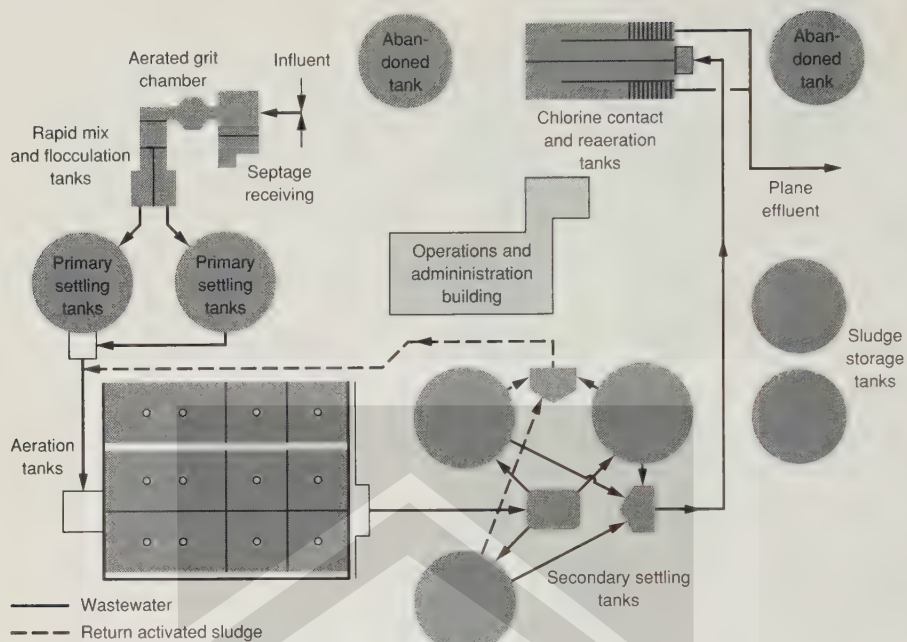 Aban-
doned
tank
Aerated grit
chamber
Influent
Aban-
doned
tank
Rapid mix
and flocculation
tanks
Septage
receiving
Chlorine contact
and reaeration
tanks
Plane
effluent
Primary
settling
tanks
Primary
settling
tanks
Operations and
admininistration
building
Sludge
storage
tanks
Aeration
tanks
Secondary settling
tanks
Wastewater
Return activated sludge